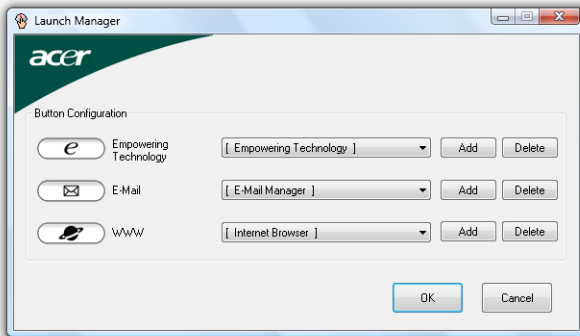 Launch Manager
acer
Button Configuration
e
Empowering
Technology
[ Empowering Technology ]
Add
Delete
E-Mail
[ E-Mail Manager ]
Add
Delete
WWW
[ Internet Browser ]
Add
Delete
OK
Cancel